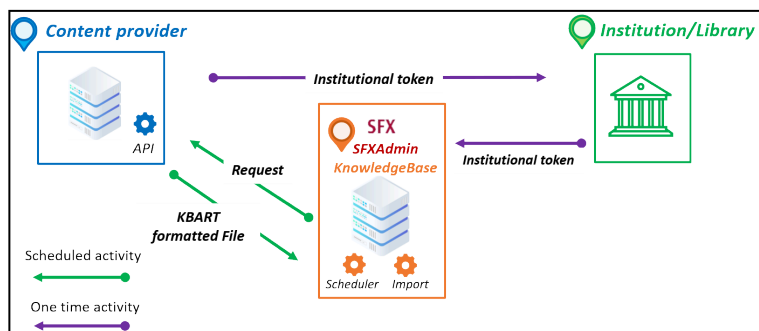 Content provider
Institution/Library
Institutional token
API
SFX
SFXAdmin
KnowledgeBase
Institutional token
Request
KBART
formatted File
Scheduler
Import
Scheduled activity
One time activity